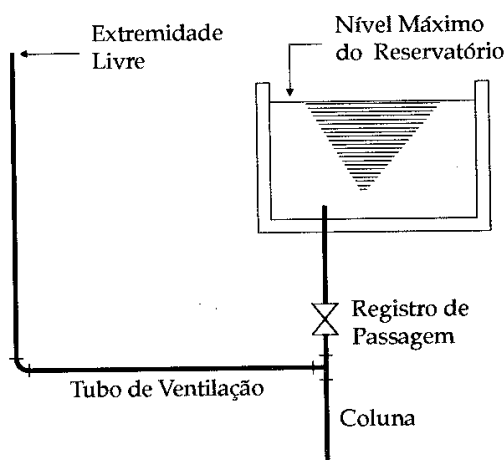 Extremidade
Livre
Nível Máximo
do Reservatório
Registro de
Passagem
Tubo de Ventilação
Coluna